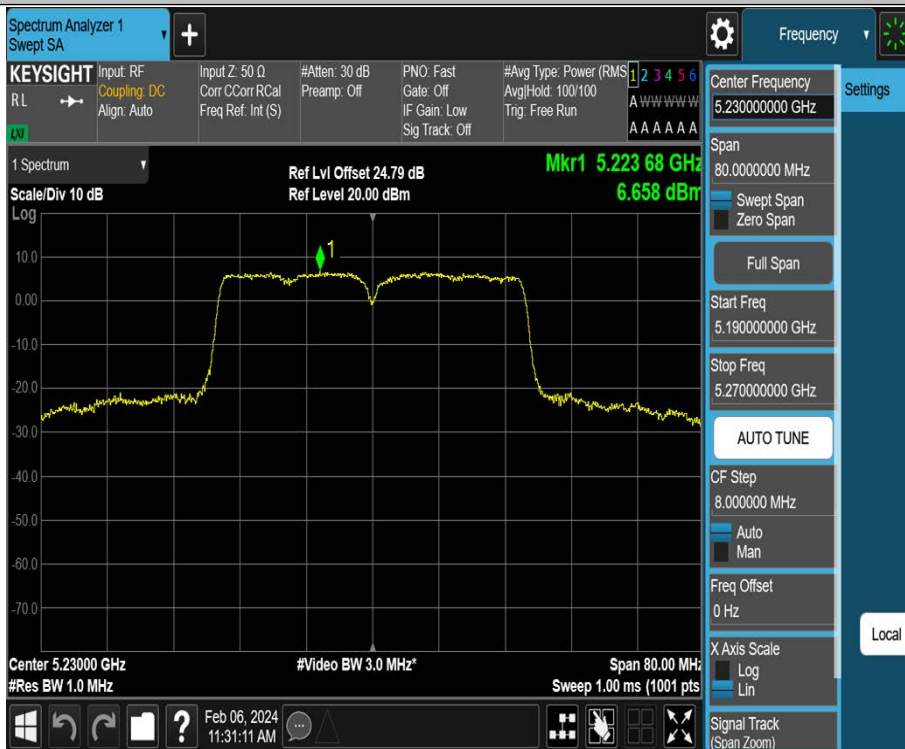 Spectrum Analyzer 1
Swept SA
+
Frequency
KEYSIGHT
RL
LXI
Input: RF
Coupling: DC
Align: Auto
Input Z: 50 Ω
Corr CCorr RCal
Freq Ref: Int (S)
#Atten: 30 dB
Preamp: Off
PNO: Fast
Gate: Off
IF Gain: Low
Sig Track: Off
#Avg Type: Power (RMS
Avg|Hold: 100/100
Trig: Free Run
1 2 3 4 5 6
A W W W W W
A A A A A A
1 Spectrum
Scale/Div 10 dB
Log
Ref Lvl Offset 24.79 dB
Ref Level 20.00 dBm
Mkr1 5.223 68 GHz
6.658 dBm
1
10.0
0.00
-10.0
-20.0
-30.0
-40.0
-50.0
-60.0
-70.0
Center 5.23000 GHz
#Res BW 1.0 MHz
#Video BW 3.0 MHz*
Span 80.00 MHz
Sweep 1.00 ms (1001 pts
?
Feb 06, 2024
11:31:11 AM
Center Frequency
5.230000000 GHz
Span
80.0000000 MHz
Swept Span
Zero Span
Full Span
Start Freq
5.190000000 GHz
Stop Freq
5.270000000 GHz
AUTO TUNE
CF Step
8.000000 MHz
Auto
Man
Freq Offset
0 Hz
X Axis Scale
Log
Lin
Signal Track
(Span Zoom)
Settings
Local